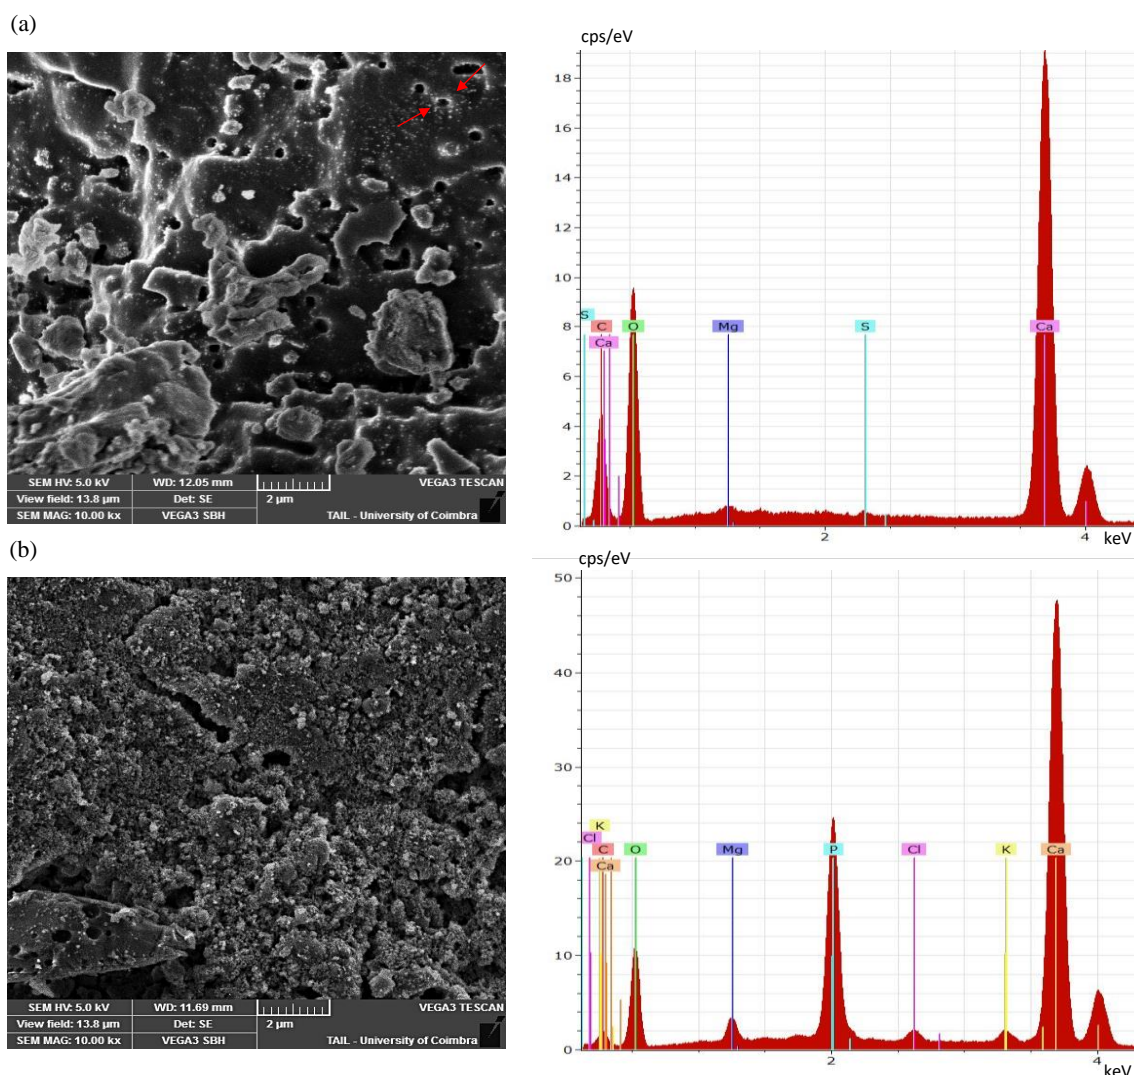 (a)
cps/eV
18
16
14
12
10
8
6
4
2
0
S
C
Ca
O
Mg
S
Ca
2
4
keV
SEM HV: 5.0 kV WD: 12.05 mm VEGA3 TESCAN
View field: 13.8 µm Det: SE 2 µm
SEM MAG: 10.00 kx VEGA3 SBH TAIL - University of Coimbra
(b)
cps/eV
50
40
30
20
10
0
K
Cl
C
Ca
O
Mg
P
Cl
K
Ca
2
4
keV
SEM HV: 5.0 kV WD: 11.69 mm VEGA3 TESCAN
View field: 13.8 µm Det: SE 2 µm
SEM MAG: 10.00 kx VEGA3 SBH TAIL - University of Coimbra